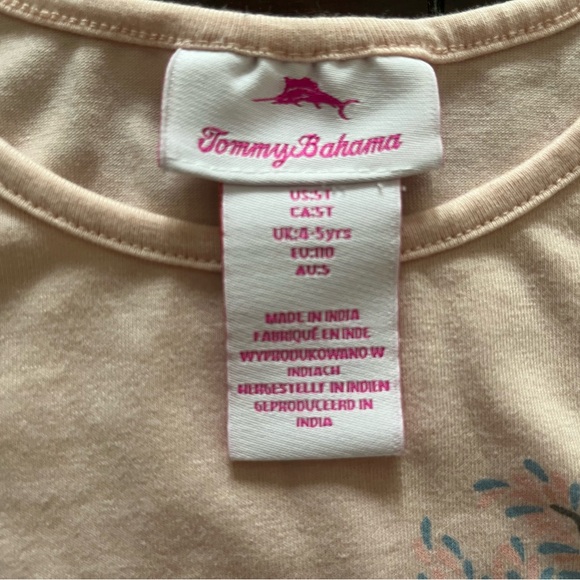 Tommy Bahama
US:5T
CA:5T
UK:4-5yrs
EU:110
AU:5
MADE IN INDIA
FABRIQUÉ EN INDE
WYPRODUKOWANO W
INDIACH
HERGESTELLT IN INDIEN
GEPRODUCEERD IN
INDIA